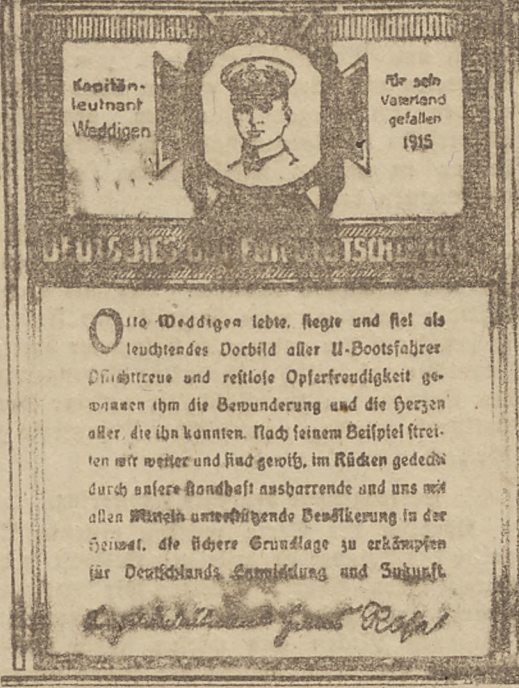 Kapitän-
leutnant
Weddigen
für sein
Vaterland
gefallen
1915
Otto Weddigen lebte, siegte und fiel als
leuchtendes Vorbild aller U-Bootsfahrer
Pflichttreue und restlose Opferfreudigkeit ge-
wannen ihm die Bewunderung und die Herzen
aller, die ihn kannten. Nach seinem Beispiel strei-
ten wir weiter und sind gewiß, im Rücken gedeckt
durch unsere standhaft ausharrende und uns mit
allen Mitteln unterstützende Bevölkerung in der
Heimat, die sichere Grundlage zu erkämpfen
für Deutschlands Entwicklung und Zukunft.